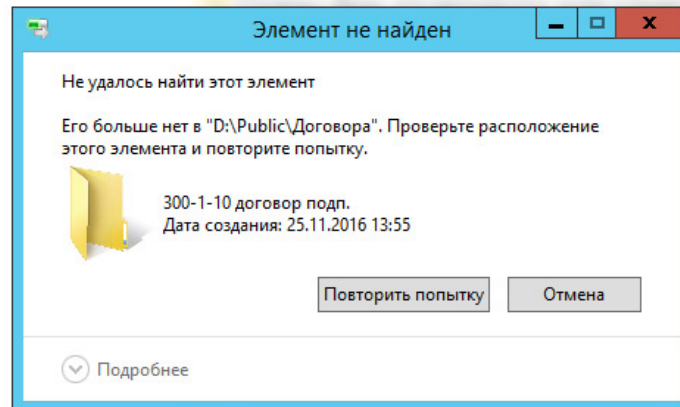 Элемент не найден
Не удалось найти этот элемент
Его больше нет в "D:\Public\Договора". Проверьте расположение
этого элемента и повторите попытку.
300-1-10 договор подп.
Дата создания: 25.11.2016 13:55
Повторить попытку
Отмена
Подробнее